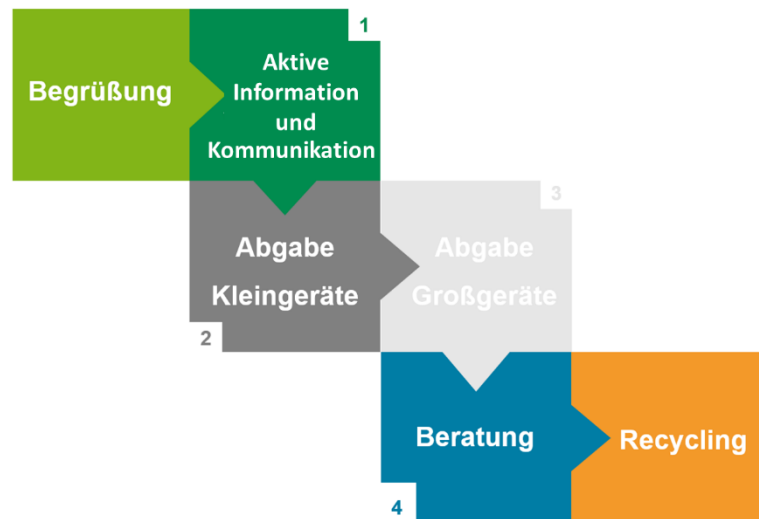 Begrüßung
1
Aktive
Information
und
Kommunikation
2
Abgabe
Kleingeräte
3
Abgabe
Großgeräte
4
Beratung
Recycling